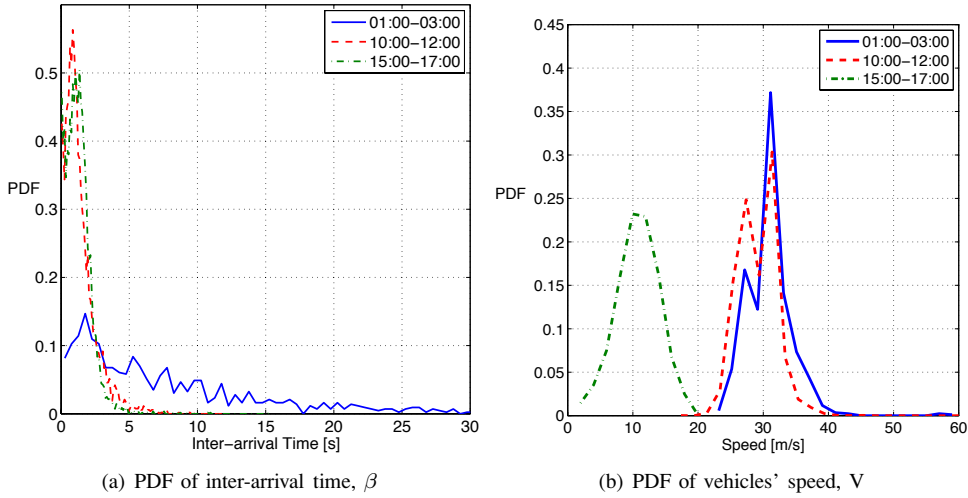 01:00−03:00
10:00−12:00
15:00−17:00
0.5
0.4
0.3
0.2
0.1
0
PDF
0 5 10 15 20 25 30
Inter−arrival Time [s]
(a) PDF of inter-arrival time, β
01:00−03:00
10:00−12:00
15:00−17:00
0.45
0.4
0.35
0.3
0.25
0.2
0.15
0.1
0.05
0
PDF
0 10 20 30 40 50 60
Speed [m/s]
(b) PDF of vehicles' speed, V